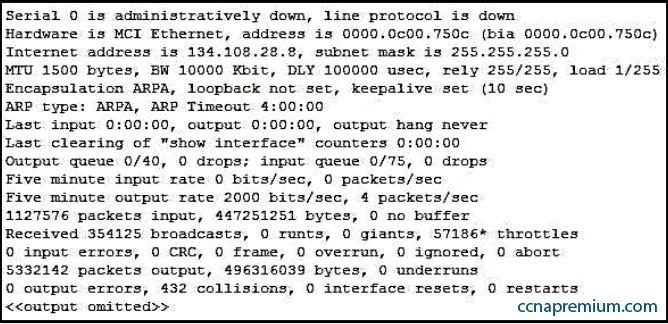 Serial 0 is administratively down, line protocol is down
Hardware is MCI Ethernet, address is 0000.0c00.750c (bia 0000.0c00.750c)
Internet address is 134.108.28.8, subnet mask is 255.255.255.0
MTU 1500 bytes, BW 10000 Kbit, DLY 100000 usec, rely 255/255, load 1/255
Encapsulation ARPA, loopback not set, keepalive set (10 sec)
ARP type: ARPA, ARP Timeout 4:00:00
Last input 0:00:00, output 0:00:00, output hang never
Last clearing of "show interface" counters 0:00:00
Output queue 0/40, 0 drops; input queue 0/75, 0 drops
Five minute input rate 0 bits/sec, 0 packets/sec
Five minute output rate 2000 bits/sec, 4 packets/sec
1127576 packets input, 447251251 bytes, 0 no buffer
Received 354125 broadcasts, 0 runts, 0 giants, 57186* throttles
0 input errors, 0 CRC, 0 frame, 0 overrun, 0 ignored, 0 abort
5332142 packets output, 496316039 bytes, 0 underruns
0 output errors, 432 collisions, 0 interface resets, 0 restarts
<<output omitted>>
ccnapremium.com